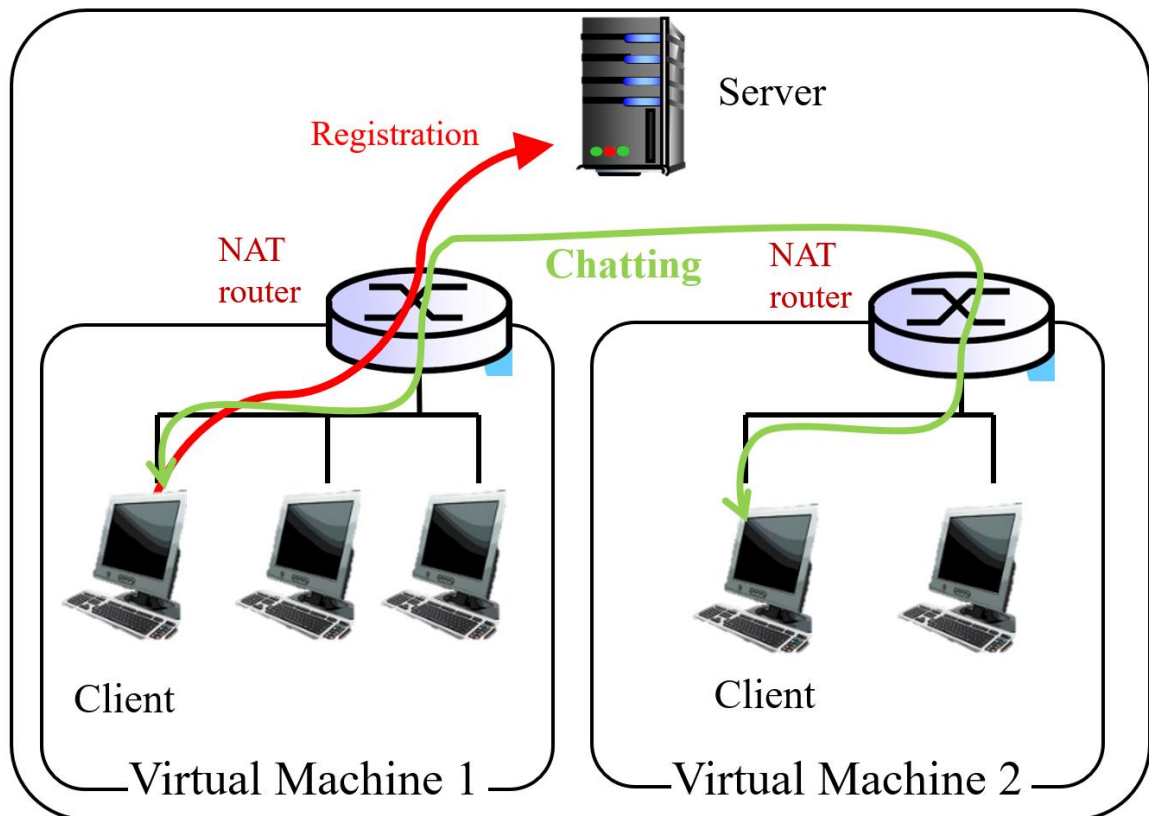 Server
Registration
NAT
router
Chatting
NAT
router
Client
Client
Virtual Machine 1
Virtual Machine 2